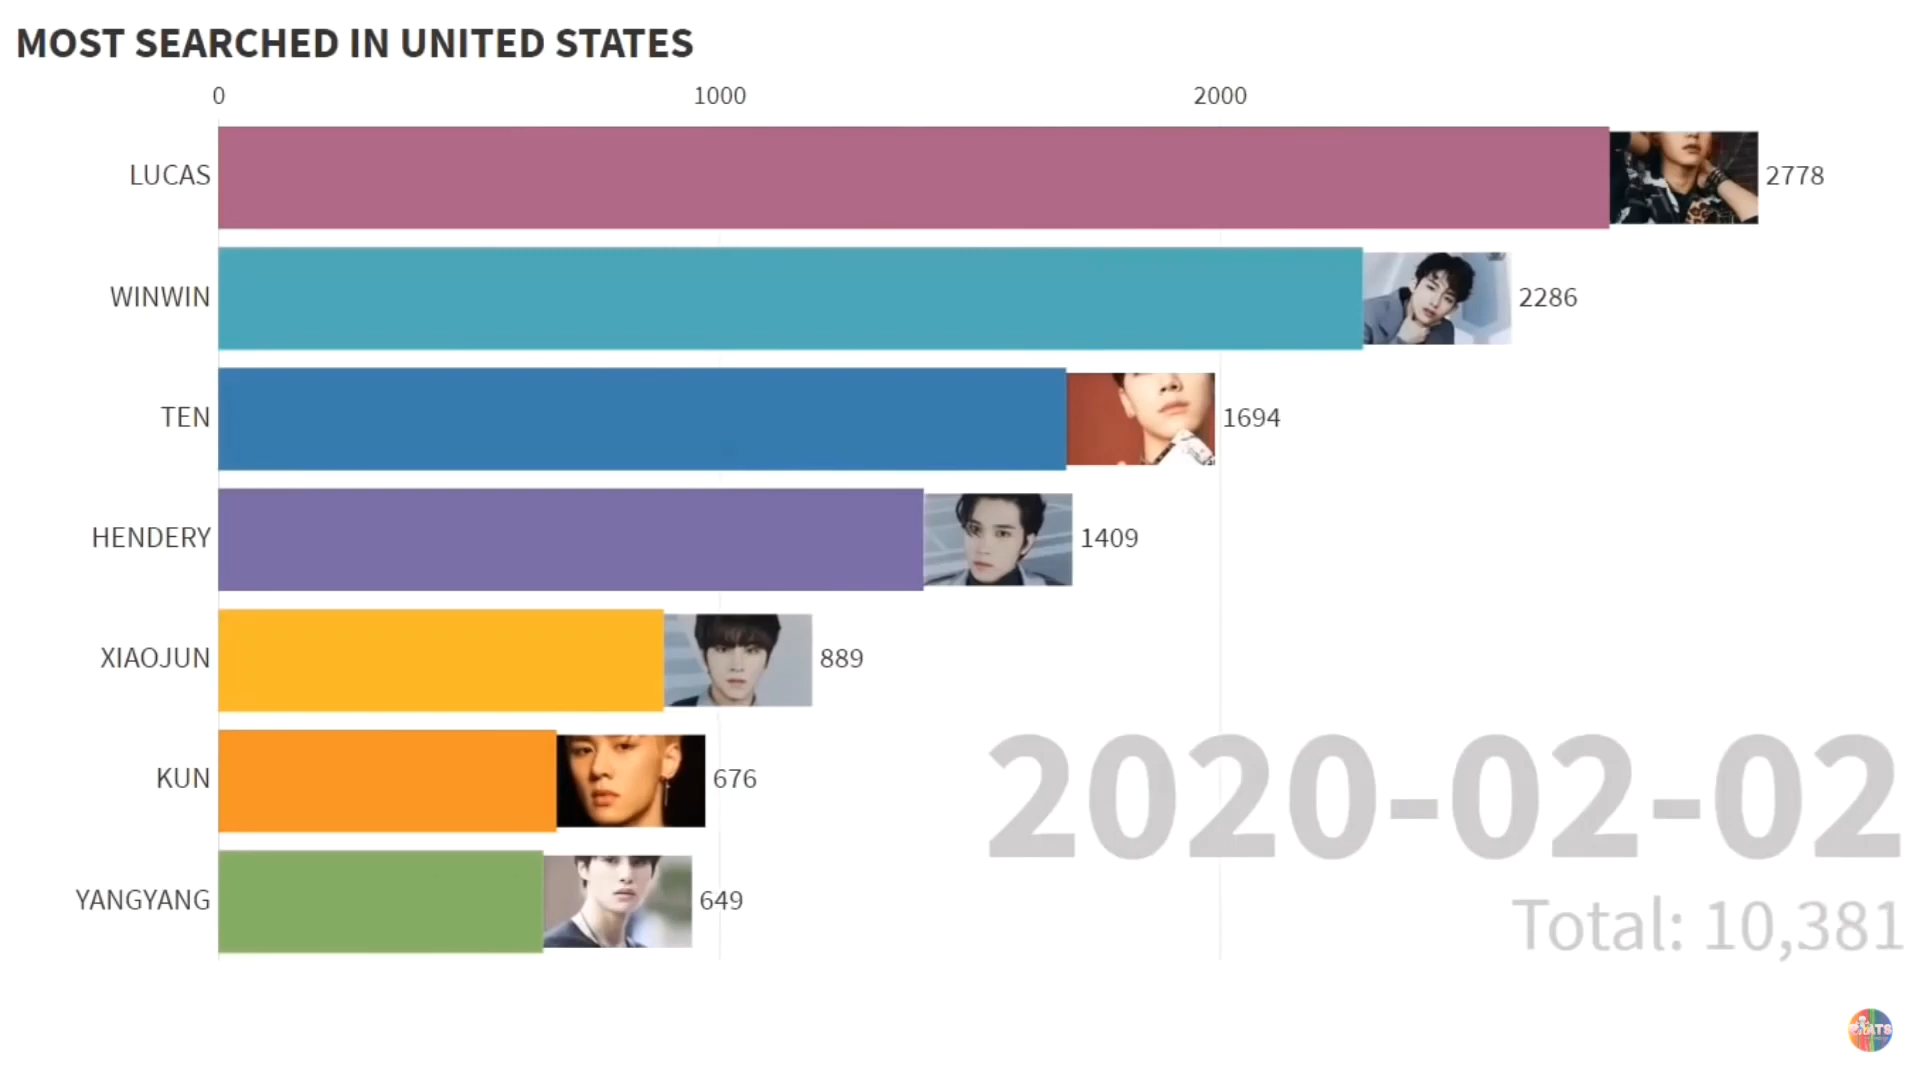 MOST SEARCHED IN UNITED STATES
0 1000 2000
LUCAS 2778
WINWIN 2286
TEN 1694
HENDERY 1409
XIAOJUN 889
KUN 676
YANGYANG 649
2020-02-02
Total: 10,381